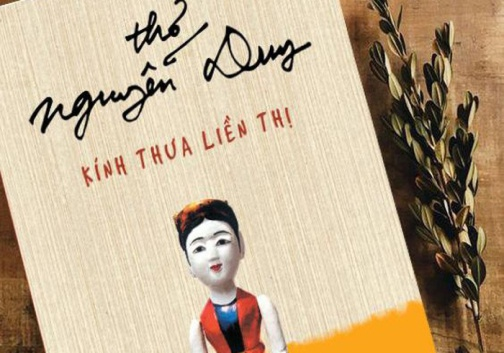 thơ
Nguyễn Duy
KÍNH THƯA LIỀN THỊ